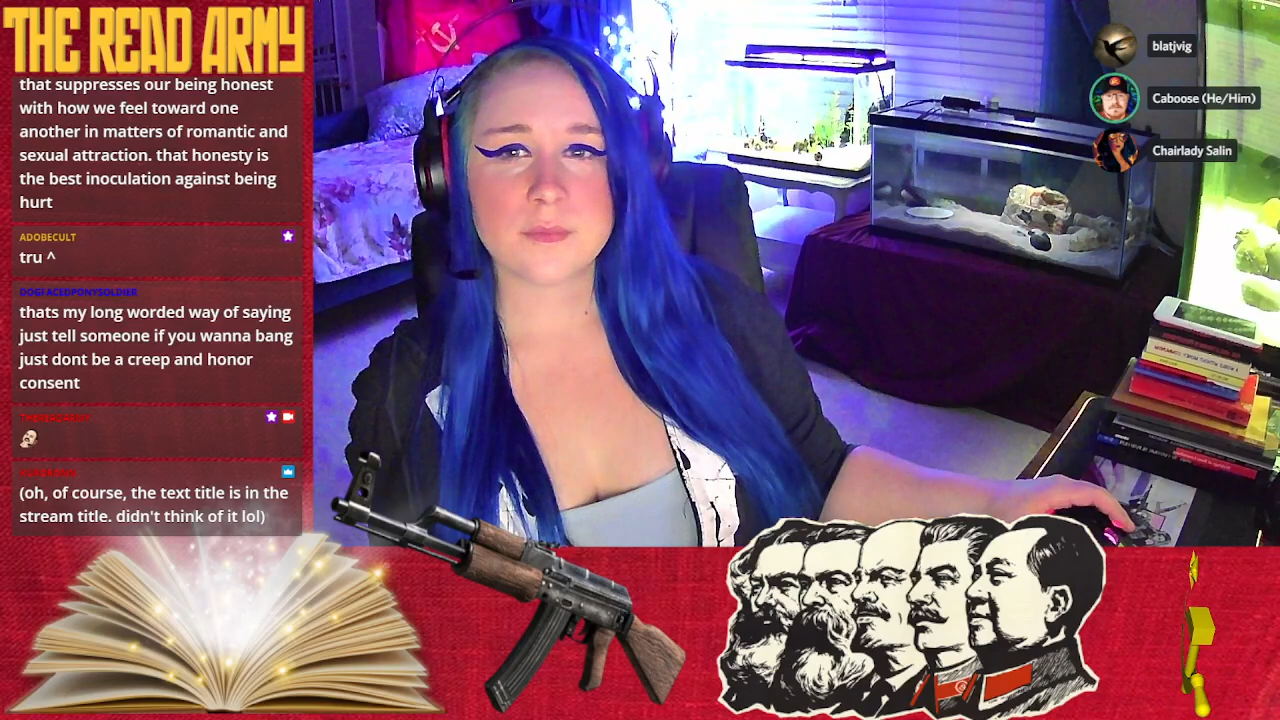 THE READ ARMY
that suppresses our being honest
with how we feel toward one
another in matters of romantic and
sexual attraction. that honesty is
the best inoculation against being
hurt
ADOBECULT
tru ^
DOGFACEDPONYSOLDIER
thats my long worded way of saying
just tell someone if you wanna bang
just dont be a creep and honor
consent
THEREADARMY
(oh, of course, the text title is in the
stream title. didn't think of it lol)
blatjvig
Caboose (He/Him)
Chairlady Salin